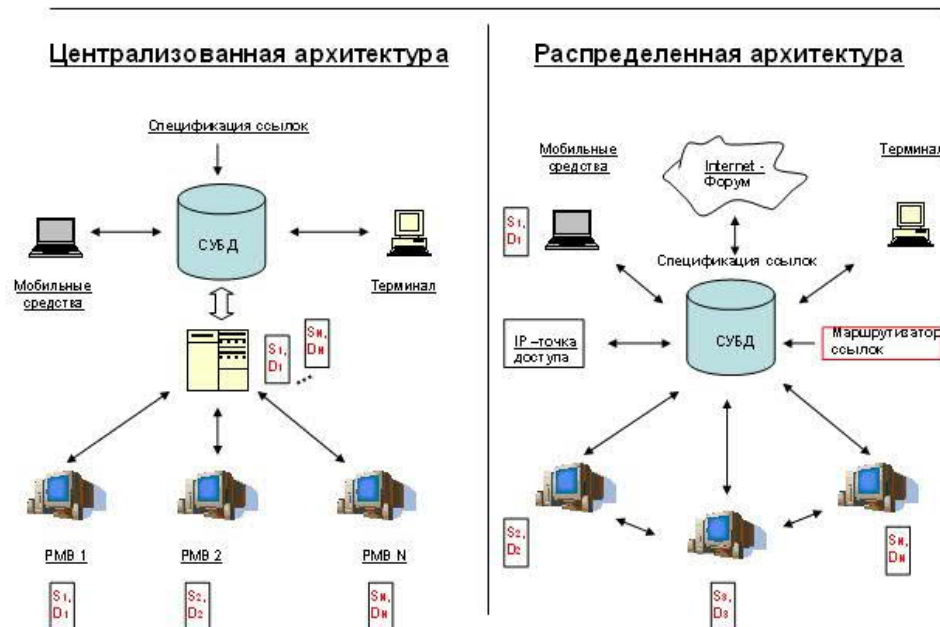 Централизованная архитектура
Спецификация ссылок
СУБД
Мобильные
средства
Терминал
S1,
D1
SN,
DN
...
РМВ 1
РМВ 2
РМВ N
S1,
D1
S2,
D2
SN,
DN
Распределенная архитектура
Мобильные
средства
Internet -
Форум
Терминал
S1,
D1
Спецификация ссылок
IP –точка
доступа
СУБД
Маршрутизатор
ссылок
S2,
D2
SN,
DN
S3,
D3